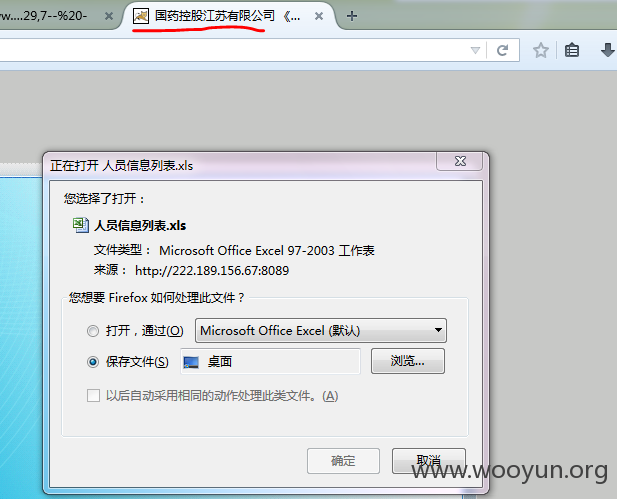 w....29,7--%20-
国药控股江苏有限公司 《...
正在打开 人员信息列表.xls
您选择了打开：
人员信息列表.xls
文件类型： Microsoft Office Excel 97-2003 工作表
来源： http://222.189.156.67:8089
您想要 Firefox 如何处理此文件？
打开，通过(O) Microsoft Office Excel (默认)
保存文件(S) 桌面 浏览...
以后自动采用相同的动作处理此类文件。(A)
确定 取消
www.wooyun.org